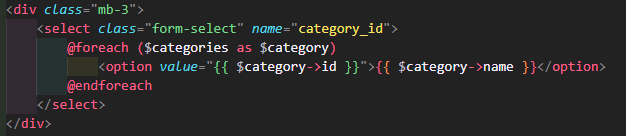 <div class="mb-3">
    <select class="form-select" name="category_id">
        @foreach ($categories as $category)
            <option value="{{ $category->id }}">{{ $category->name }}</option>
        @endforeach
    </select>
</div>